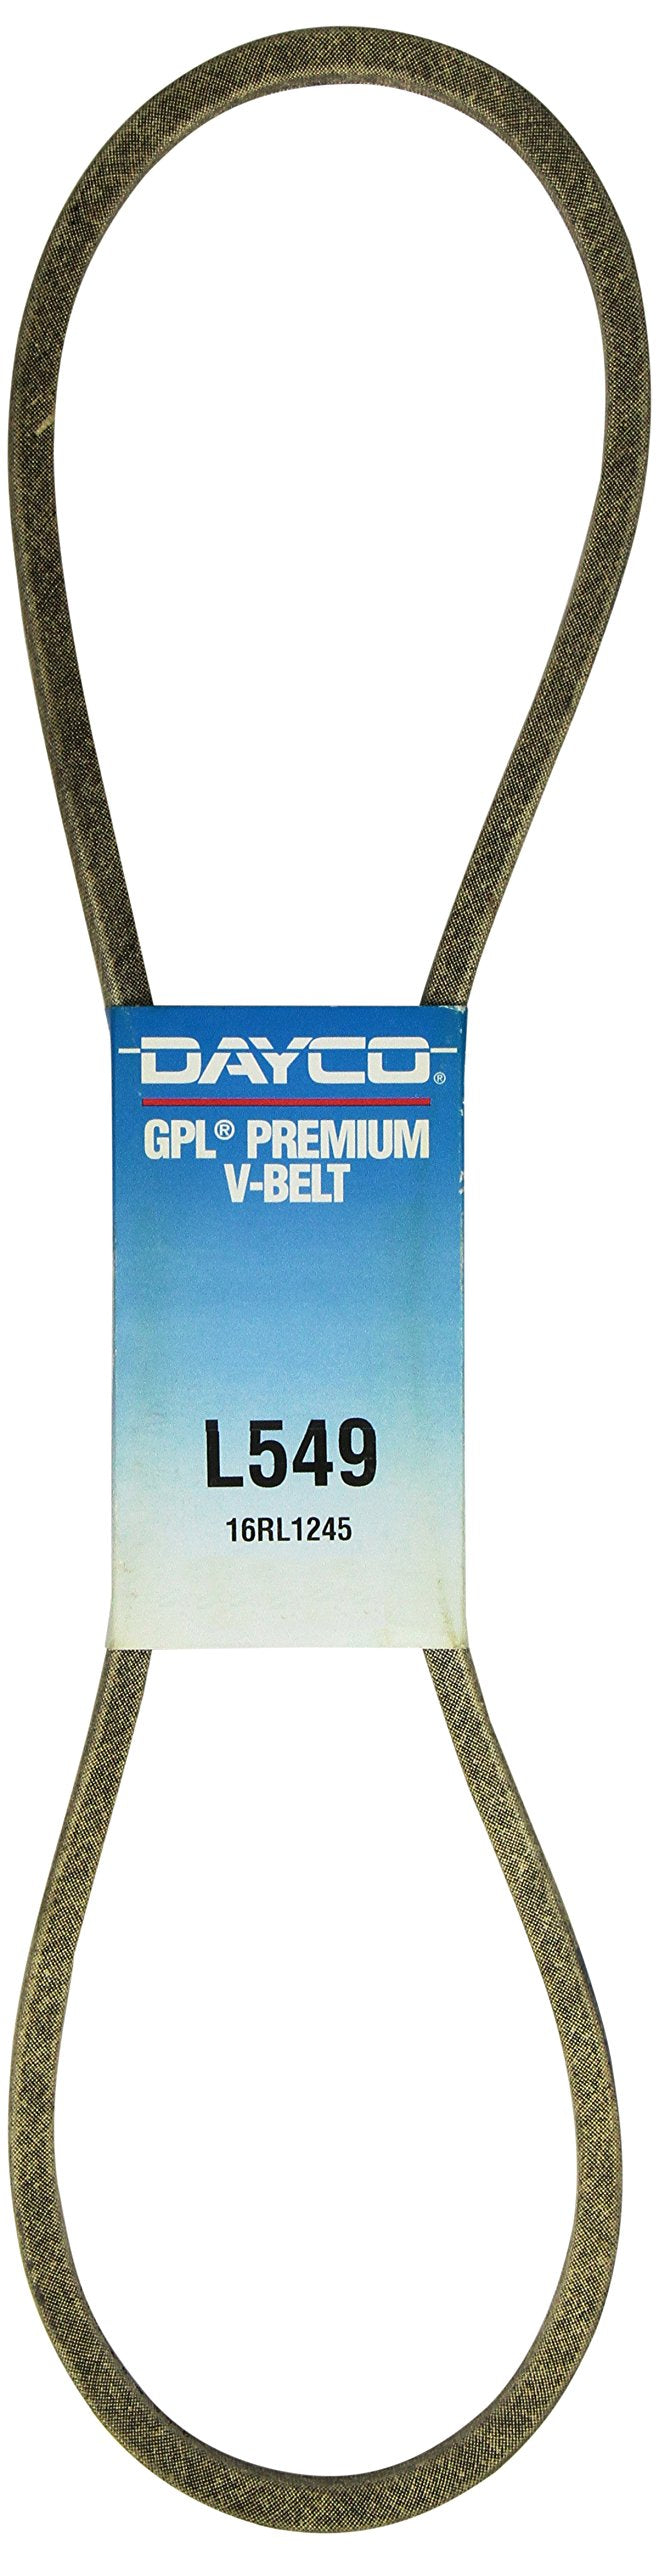 DAYCO®
GPL® PREMIUM
V-BELT
L549
16RL1245